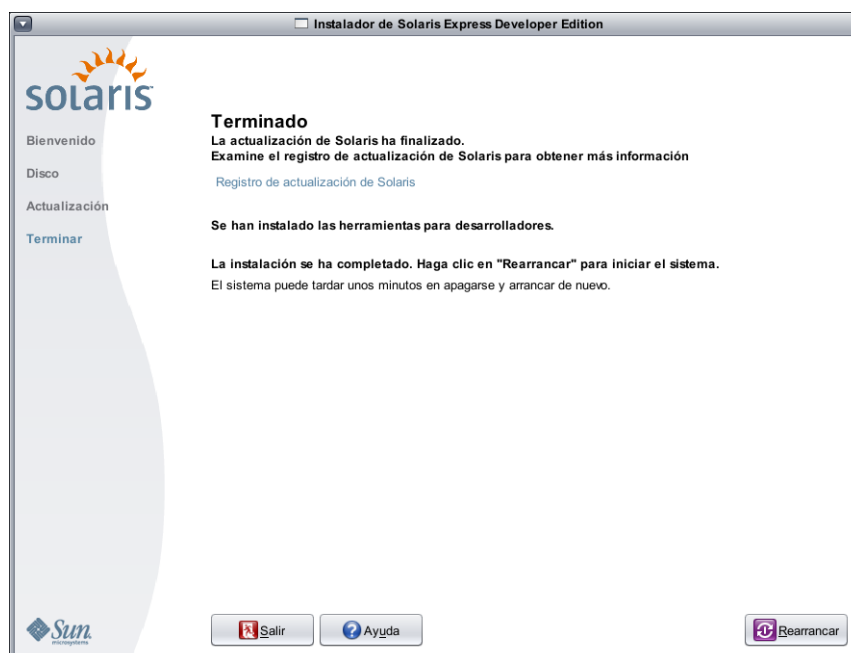 Instalador de Solaris Express Developer Edition
solaris
Bienvenido
Disco
Actualización
Terminar
Terminado
La actualización de Solaris ha finalizado.
Examine el registro de actualización de Solaris para obtener más información
Registro de actualización de Solaris
Se han instalado las herramientas para desarrolladores.
La instalación se ha completado. Haga clic en "Rearrancar" para iniciar el sistema.
El sistema puede tardar unos minutos en apagarse y arrancar de nuevo.
Sun
microsystems
Salir
Ayuda
Rearrancar